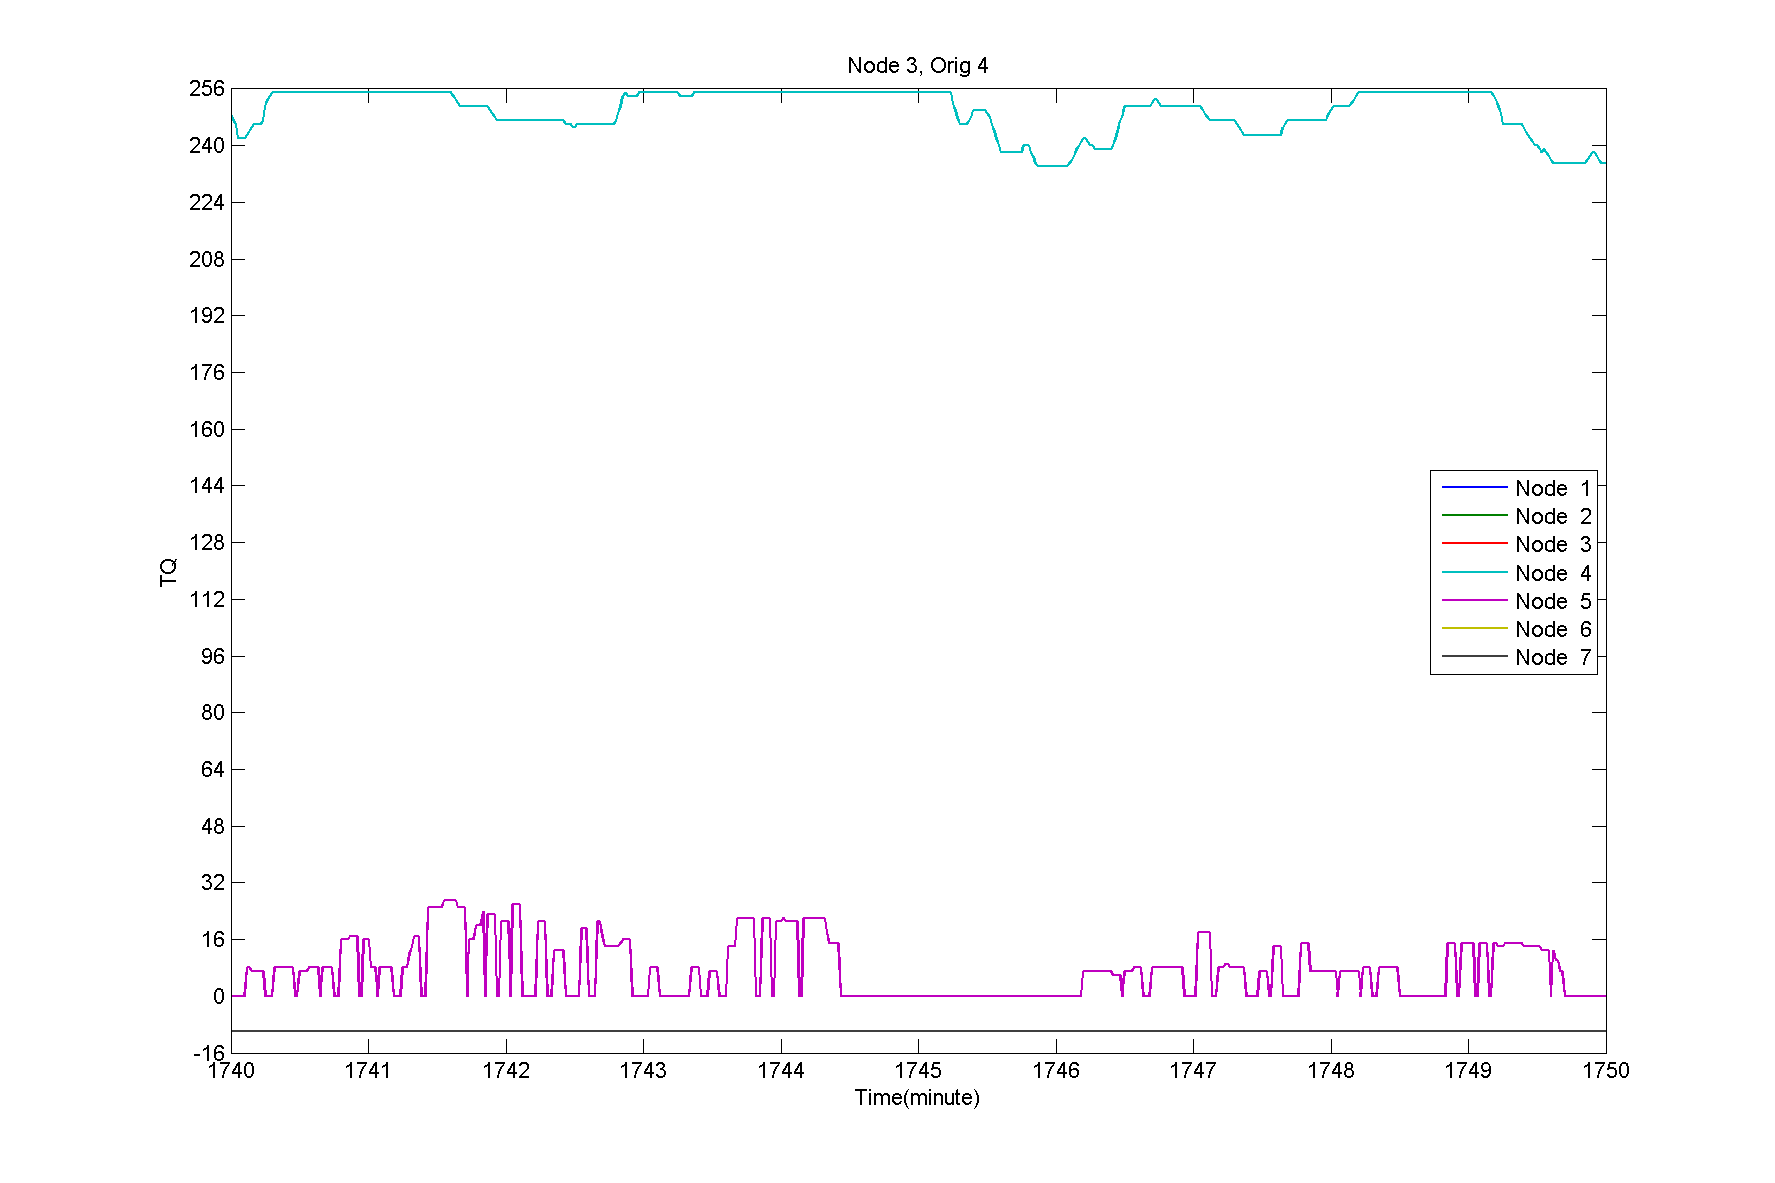 Node 3, Orig 4
256
240
224
208
192
176
160
144
128
112
96
80
64
48
32
16
0
-16
TQ
Node 1
Node 2
Node 3
Node 4
Node 5
Node 6
Node 7
1740 1741 1742 1743 1744 1745 1746 1747 1748 1749 1750
Time(minute)